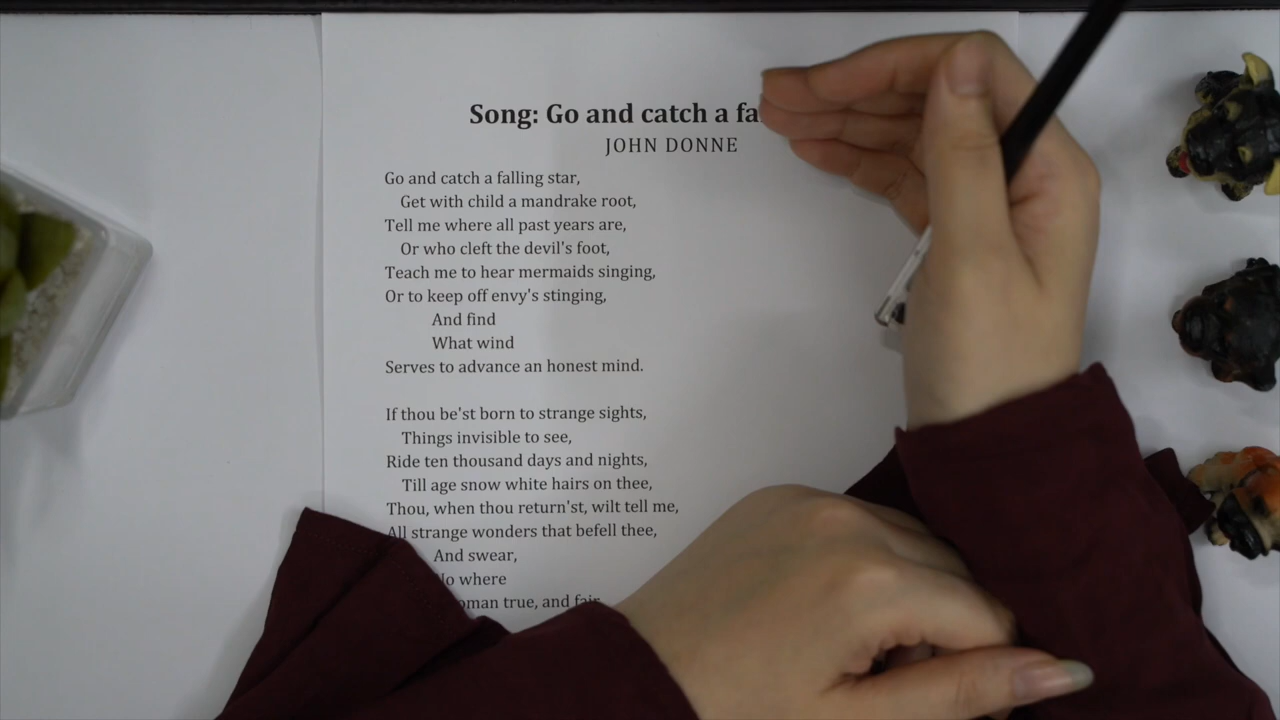 Song: Go and catch a
JOHN DONNE
Go and catch a falling star,
Get with child a mandrake root,
Tell me where all past years are,
Or who cleft the devil's foot,
Teach me to hear mermaids singing,
Or to keep off envy's stinging,
And find
What wind
Serves to advance an honest mind.
If thou be'st born to strange sights,
Things invisible to see,
Ride ten thousand days and nights,
Till age snow white hairs on thee,
Thou, when thou return'st, wilt tell me,
All strange wonders that befell thee,
And swear,
No where
true, and fair